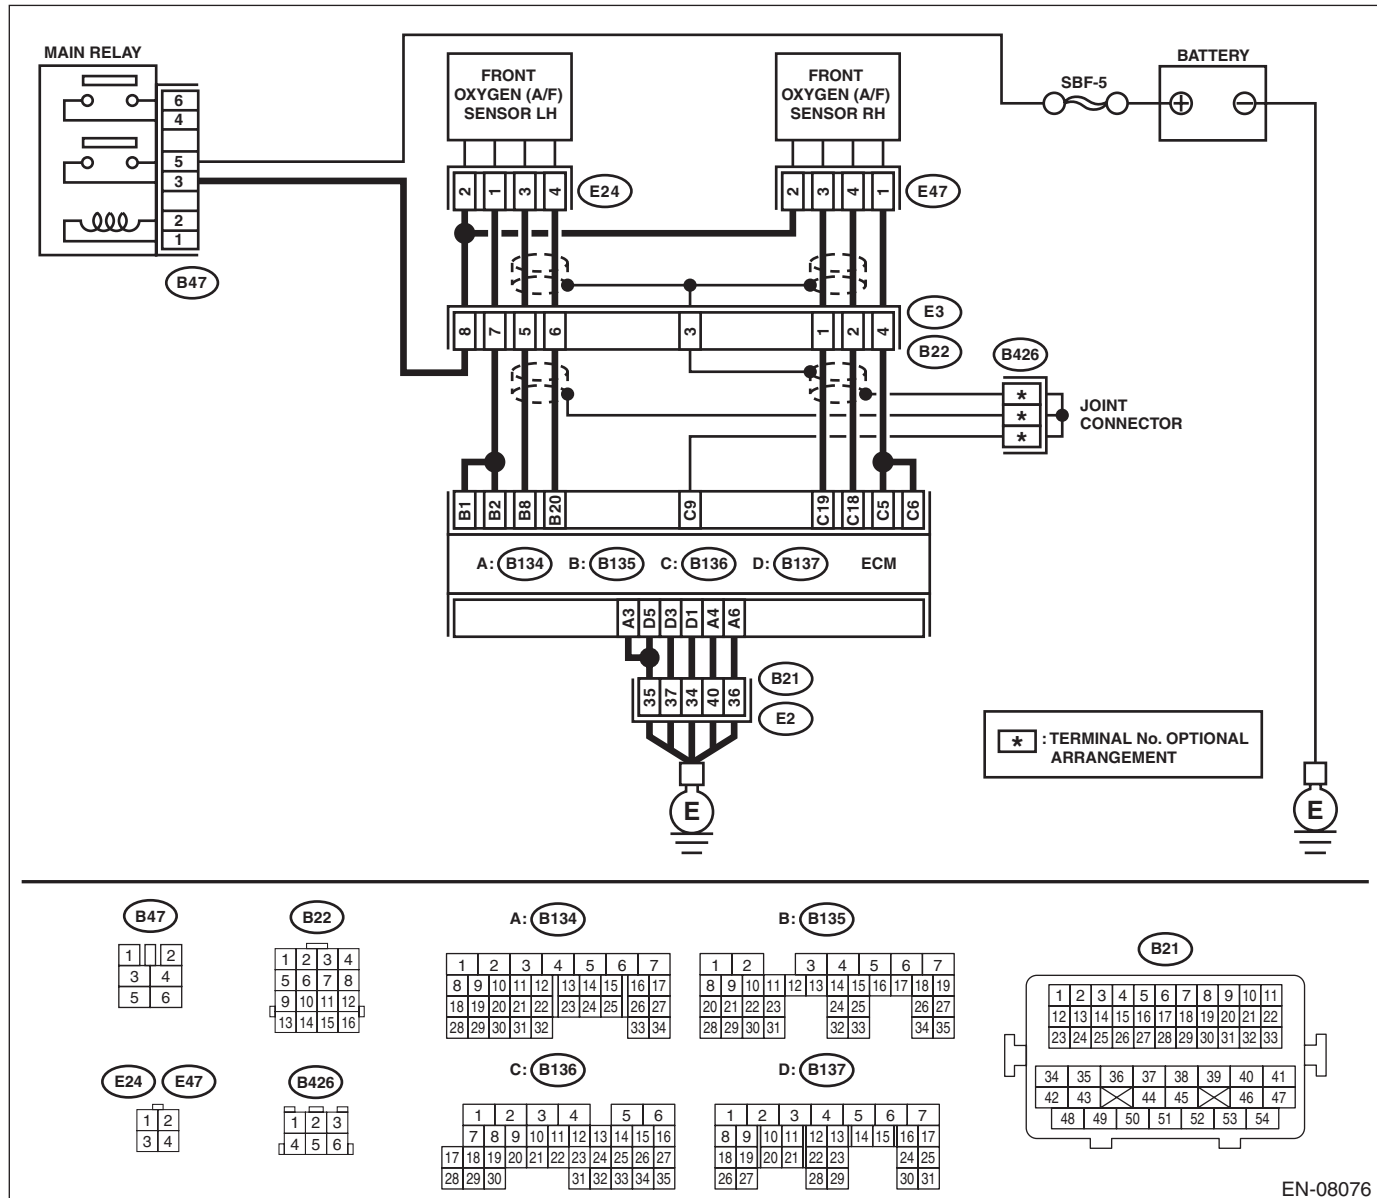 MAIN RELAY
6
4
5
3
2
1
B47
FRONT
OXYGEN (A/F)
SENSOR LH
FRONT
OXYGEN (A/F)
SENSOR RH
SBF-5
BATTERY
2 1 3 4
E24
2 3 4 1
E47
8 7 5 6 3 1 2 4
E3
B22
B426
*
*
*
JOINT
CONNECTOR
B1 B2 B8 B20 C9 C19 C18 C5 C6
A: B134 B: B135 C: B136 D: B137 ECM
A3 D5 D3 D1 A4 A6
35 37 34 40 36
B21
E2
E
* : TERMINAL No. OPTIONAL
ARRANGEMENT
E
B47
1 2
3 4
5 6
B22
1 2 3 4
5 6 7 8
9 10 11 12
13 14 15 16
A: B134
1 2 3 4 5 6 7
8 9 10 11 12 13 14 15 16 17
18 19 20 21 22 23 24 25 26 27
28 29 30 31 32 33 34
B: B135
1 2 3 4 5 6 7
8 9 10 11 12 13 14 15 16 17 18 19
20 21 22 23 24 25 26 27
28 29 30 31 32 33 34 35
B21
1 2 3 4 5 6 7 8 9 10 11
12 13 14 15 16 17 18 19 20 21 22
23 24 25 26 27 28 29 30 31 32 33
34 35 36 37 38 39 40 41
42 43 44 45 46 47
48 49 50 51 52 53 54
E24 E47
1 2
3 4
B426
1 2 3
4 5 6
C: B136
1 2 3 4 5 6
7 8 9 10 11 12 13 14 15 16
17 18 19 20 21 22 23 24 25 26 27
28 29 30 31 32 33 34 35
D: B137
1 2 3 4 5 6 7
8 9 10 11 12 13 14 15 16 17
18 19 20 21 22 23 24 25
26 27 28 29 30 31
EN-08076